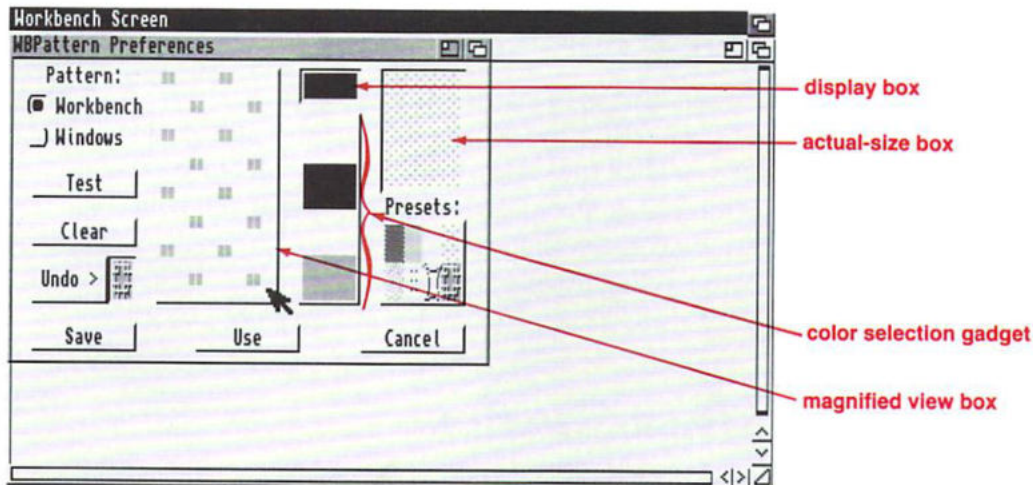 Workbench Screen
WBPattern Preferences
Pattern:
Workbench
Windows
Test
Clear
Undo >
Save
Use
Cancel
Presets:
display box
actual-size box
color selection gadget
magnified view box